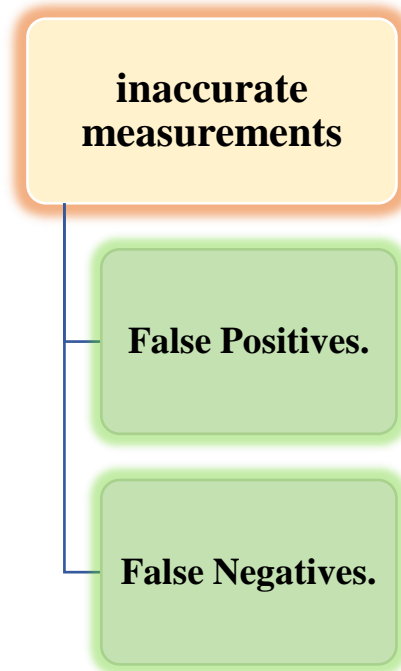 inaccurate
measurements
False Positives.
False Negatives.